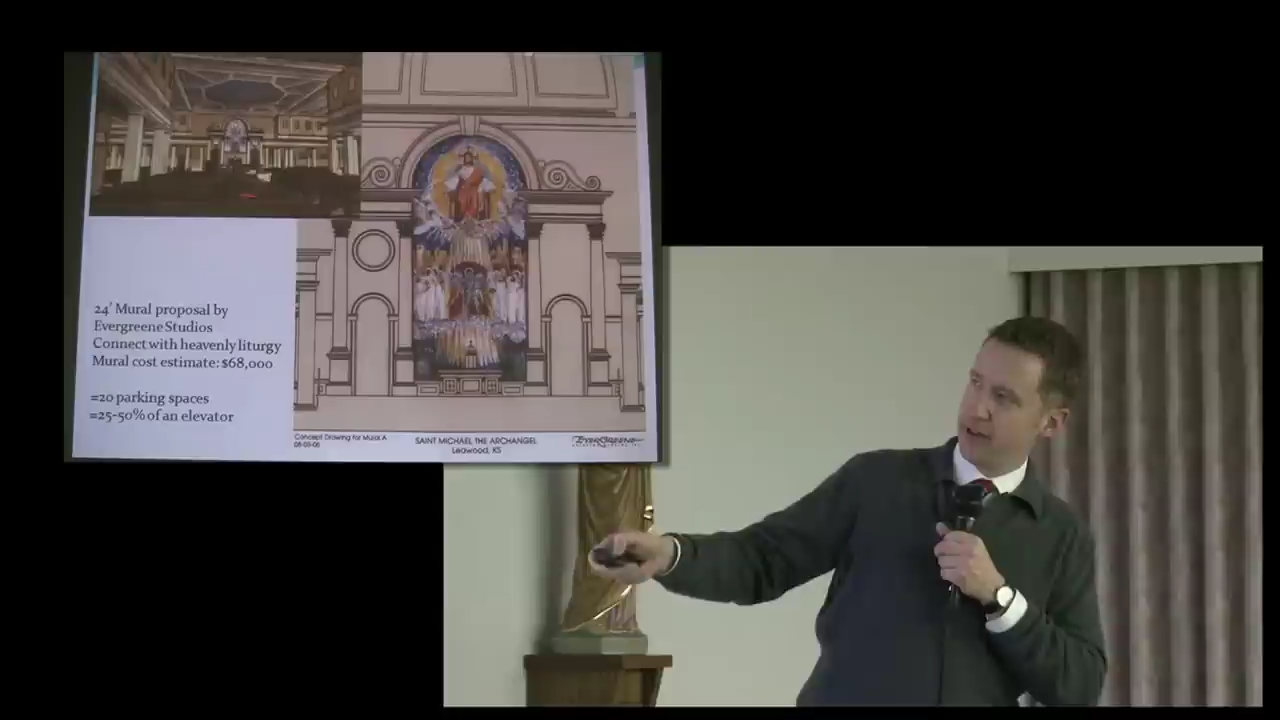 24' Mural proposal by
Evergreene Studios
Connect with heavenly liturgy
Mural cost estimate: $68,000
=20 parking spaces
=25-50% of an elevator
Concept Drawing for Mural A
SAINT MICHAEL THE ARCHANGEL
Leawood, KS
EVERGREENE